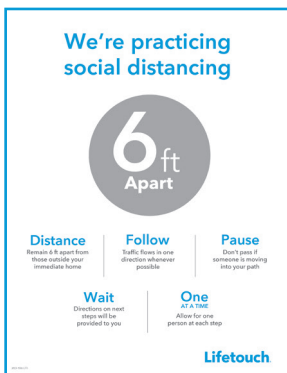 We're practicing
social distancing
6ft
Apart
Distance
Remain 6 ft apart from
those outside your
immediate home
Follow
Traffic flows in one
direction whenever
possible
Pause
Don't pass if
someone is moving
into your path
Wait
Directions on next
steps will be
provided to you
One
AT A TIME
Allow for one
person at each step
Lifetouch